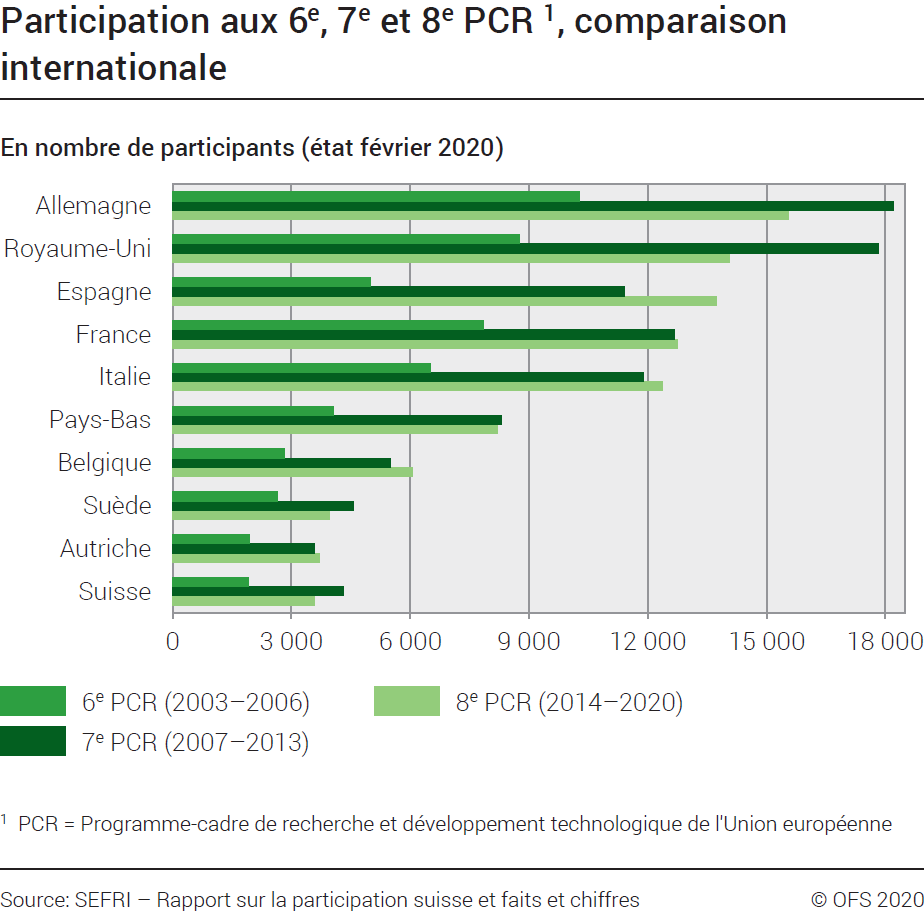 Participation aux 6e, 7e et 8e PCR 1, comparaison
internationale
En nombre de participants (état février 2020)
Allemagne
Royaume-Uni
Espagne
France
Italie
Pays-Bas
Belgique
Suède
Autriche
Suisse
0 3 000 6 000 9 000 12 000 15 000 18 000
6e PCR (2003–2006) 8e PCR (2014–2020)
7e PCR (2007–2013)
1 PCR = Programme-cadre de recherche et développement technologique de l'Union européenne
Source: SEFRI – Rapport sur la participation suisse et faits et chiffres © OFS 2020